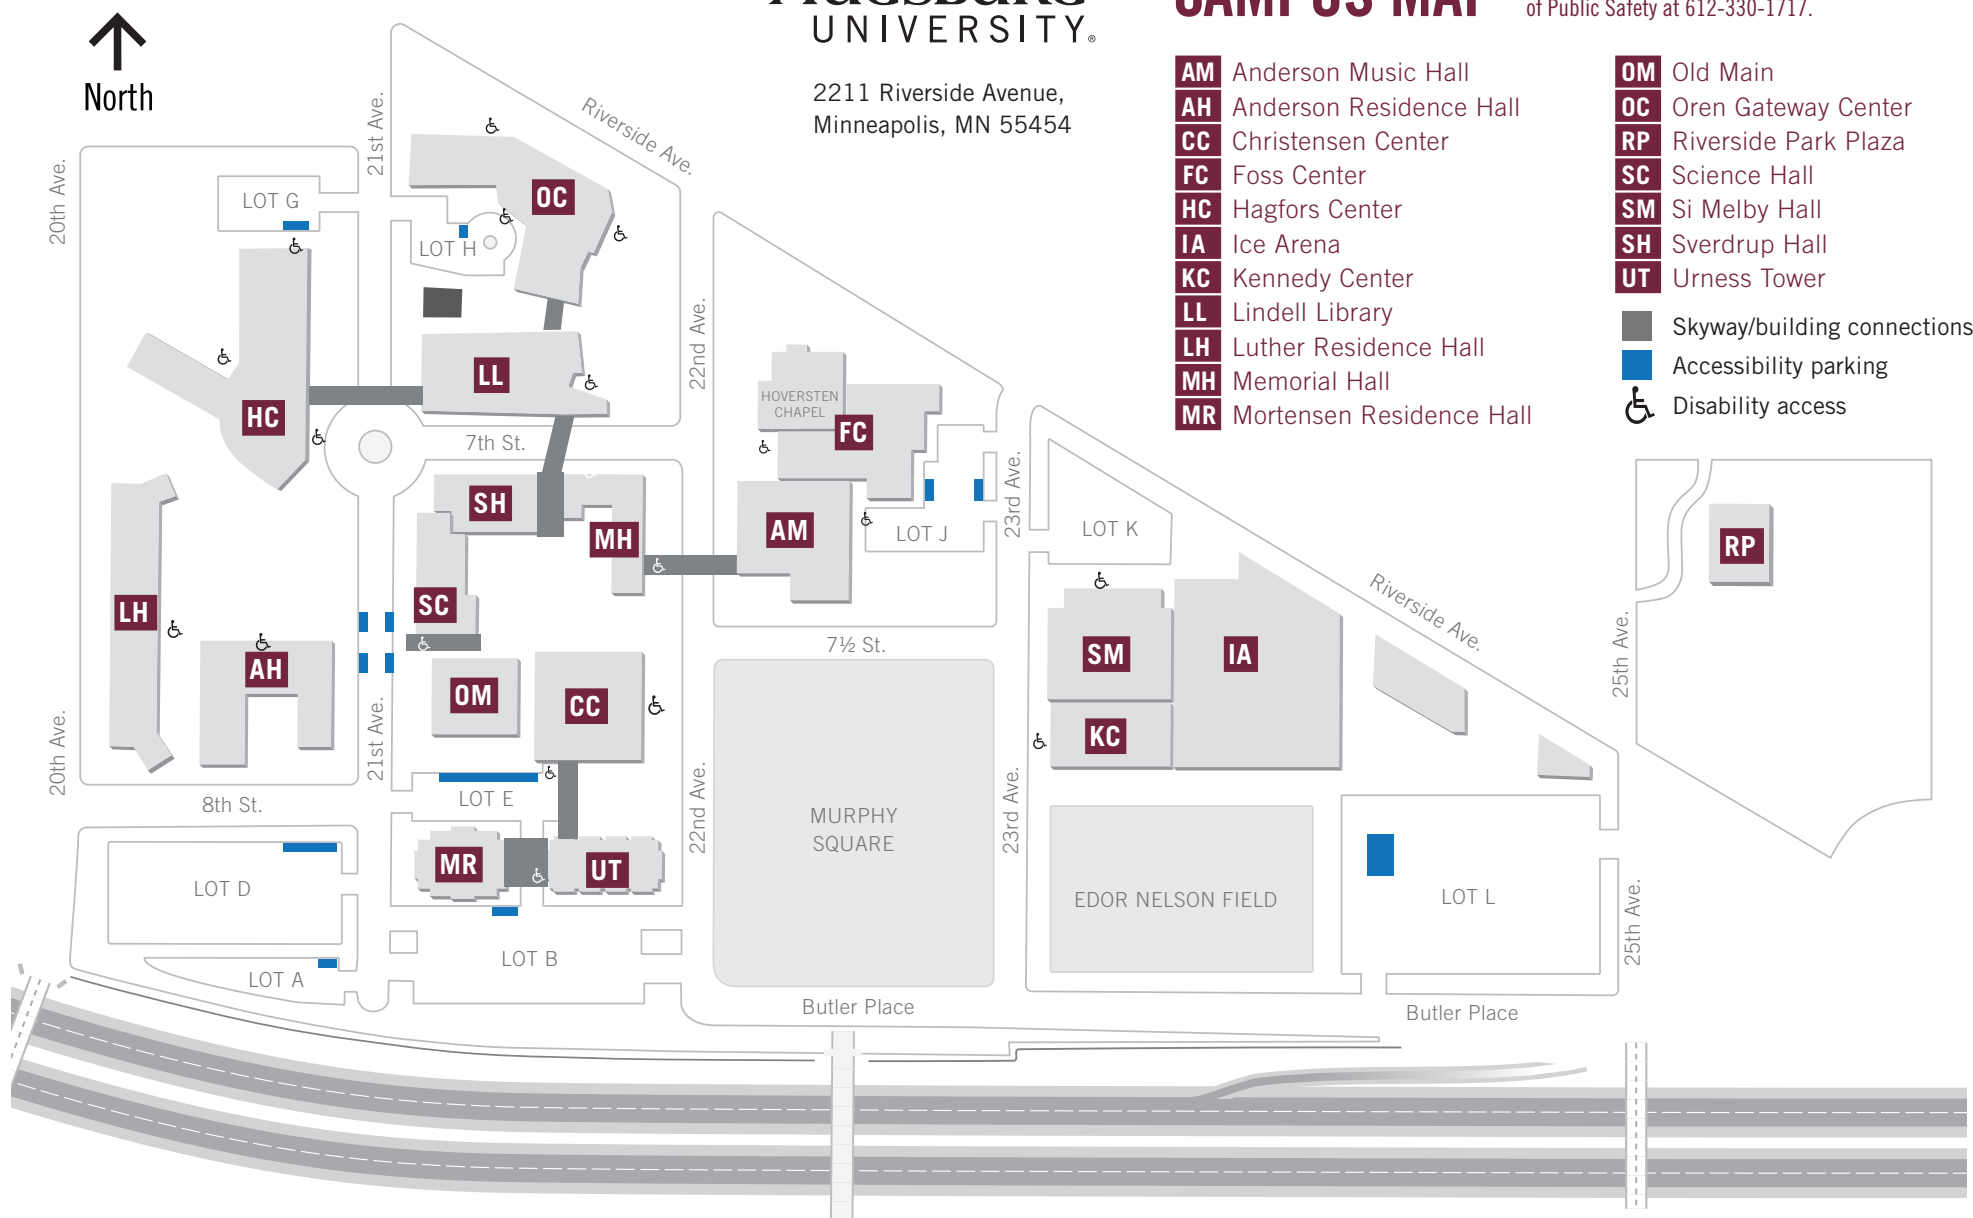 North
UNIVERSITY®
2211 Riverside Avenue,
Minneapolis, MN 55454
CAMPUS MAP
of Public Safety at 612-330-1717.
AM Anderson Music Hall
AH Anderson Residence Hall
CC Christensen Center
FC Foss Center
HC Hagfors Center
IA Ice Arena
KC Kennedy Center
LL Lindell Library
LH Luther Residence Hall
MH Memorial Hall
MR Mortensen Residence Hall
OM Old Main
OC Oren Gateway Center
RP Riverside Park Plaza
SC Science Hall
SM Si Melby Hall
SH Sverdrup Hall
UT Urness Tower
Skyway/building connections
Accessibility parking
Disability access
20th Ave.
21st Ave.
Riverside Ave.
LOT G
OC
LOT H
22nd Ave.
LL
HC
HOVERSTEN
CHAPEL
FC
7th St.
23rd Ave.
SH
MH
AM
LOT J
LOT K
RP
LH
SC
Riverside Ave.
7½ St.
SM
IA
25th Ave.
AH
OM
CC
KC
20th Ave.
21st Ave.
8th St.
LOT E
22nd Ave.
MURPHY
SQUARE
23rd Ave.
MR
UT
LOT D
EDOR NELSON FIELD
LOT L
25th Ave.
LOT B
LOT A
Butler Place
Butler Place